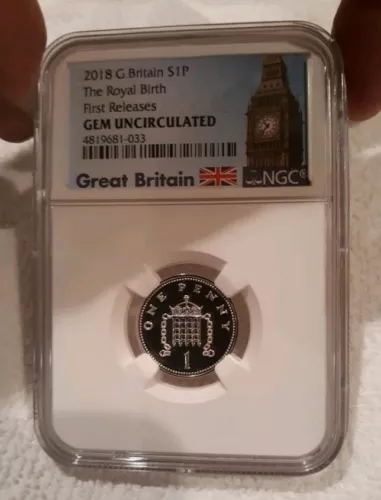 2018 G Britain S1P
The Royal Birth
First Releases
GEM UNCIRCULATED
4819681-033
Great Britain NGC
ONE PENNY
1